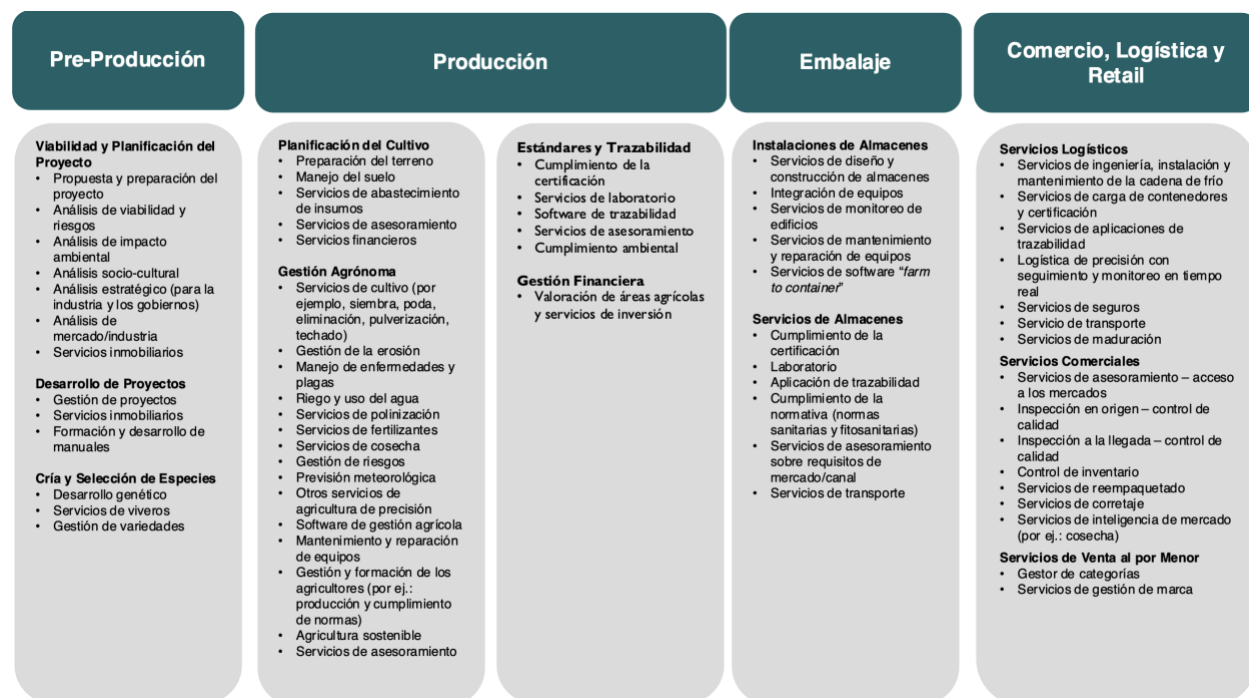 Pre-Producción
Producción
Embalaje
Comercio, Logística y
Retail
Viabilidad y Planificación del
Proyecto
• Propuesta y preparación del
proyecto
• Análisis de viabilidad y
riesgos
• Análisis de impacto
ambiental
• Análisis socio-cultural
• Análisis estratégico (para la
industria y los gobiernos)
• Análisis de
mercado/industria
• Servicios inmobiliarios
Desarrollo de Proyectos
• Gestión de proyectos
• Servicios inmobiliarios
• Formación y desarrollo de
manuales
Cría y Selección de Especies
• Desarrollo genético
• Servicios de viveros
• Gestión de variedades
Planificación del Cultivo
• Preparación del terreno
• Manejo del suelo
• Servicios de abastecimiento
de insumos
• Servicios de asesoramiento
• Servicios financieros
Gestión Agrónoma
• Servicios de cultivo (por
ejemplo, siembra, poda,
eliminación, pulverización,
techado)
• Gestión de la erosión
• Manejo de enfermedades y
plagas
• Riego y uso del agua
• Servicios de polinización
• Servicios de fertilizantes
• Servicios de cosecha
• Gestión de riesgos
• Previsión meteorológica
• Otros servicios de
agricultura de precisión
• Software de gestión agrícola
• Mantenimiento y reparación
de equipos
• Gestión y formación de los
agricultores (por ej.:
producción y cumplimiento
de normas)
• Agricultura sostenible
• Servicios de asesoramiento
Estándares y Trazabilidad
• Cumplimiento de la
certificación
• Servicios de laboratorio
• Software de trazabilidad
• Servicios de asesoramiento
• Cumplimiento ambiental
Gestión Financiera
• Valoración de áreas agrícolas
y servicios de inversión
Instalaciones de Almacenes
• Servicios de diseño y
construcción de almacenes
• Integración de equipos
• Servicios de monitoreo de
edificios
• Servicios de mantenimiento
y reparación de equipos
• Servicios de software “farm
to container”
Servicios de Almacenes
• Cumplimiento de la
certificación
• Laboratorio
• Aplicación de trazabilidad
• Cumplimiento de la
normativa (normas
sanitarias y fitosanitarias)
• Servicios de asesoramiento
sobre requisitos de
mercado/canal
• Servicios de transporte
Servicios Logísticos
• Servicios de ingeniería, instalación y
mantenimiento de la cadena de frío
• Servicios de carga de contenedores
y certificación
• Servicios de aplicaciones de
trazabilidad
• Logística de precisión con
seguimiento y monitoreo en tiempo
real
• Servicios de seguros
• Servicio de transporte
• Servicios de maduración
Servicios Comerciales
• Servicios de asesoramiento – acceso
a los mercados
• Inspección en origen – control de
calidad
• Inspección a la llegada – control de
calidad
• Control de inventario
• Servicios de reempaquetado
• Servicios de corretaje
• Servicios de inteligencia de mercado
(por ej.: cosecha)
Servicios de Venta al por Menor
• Gestor de categorías
• Servicios de gestión de marca